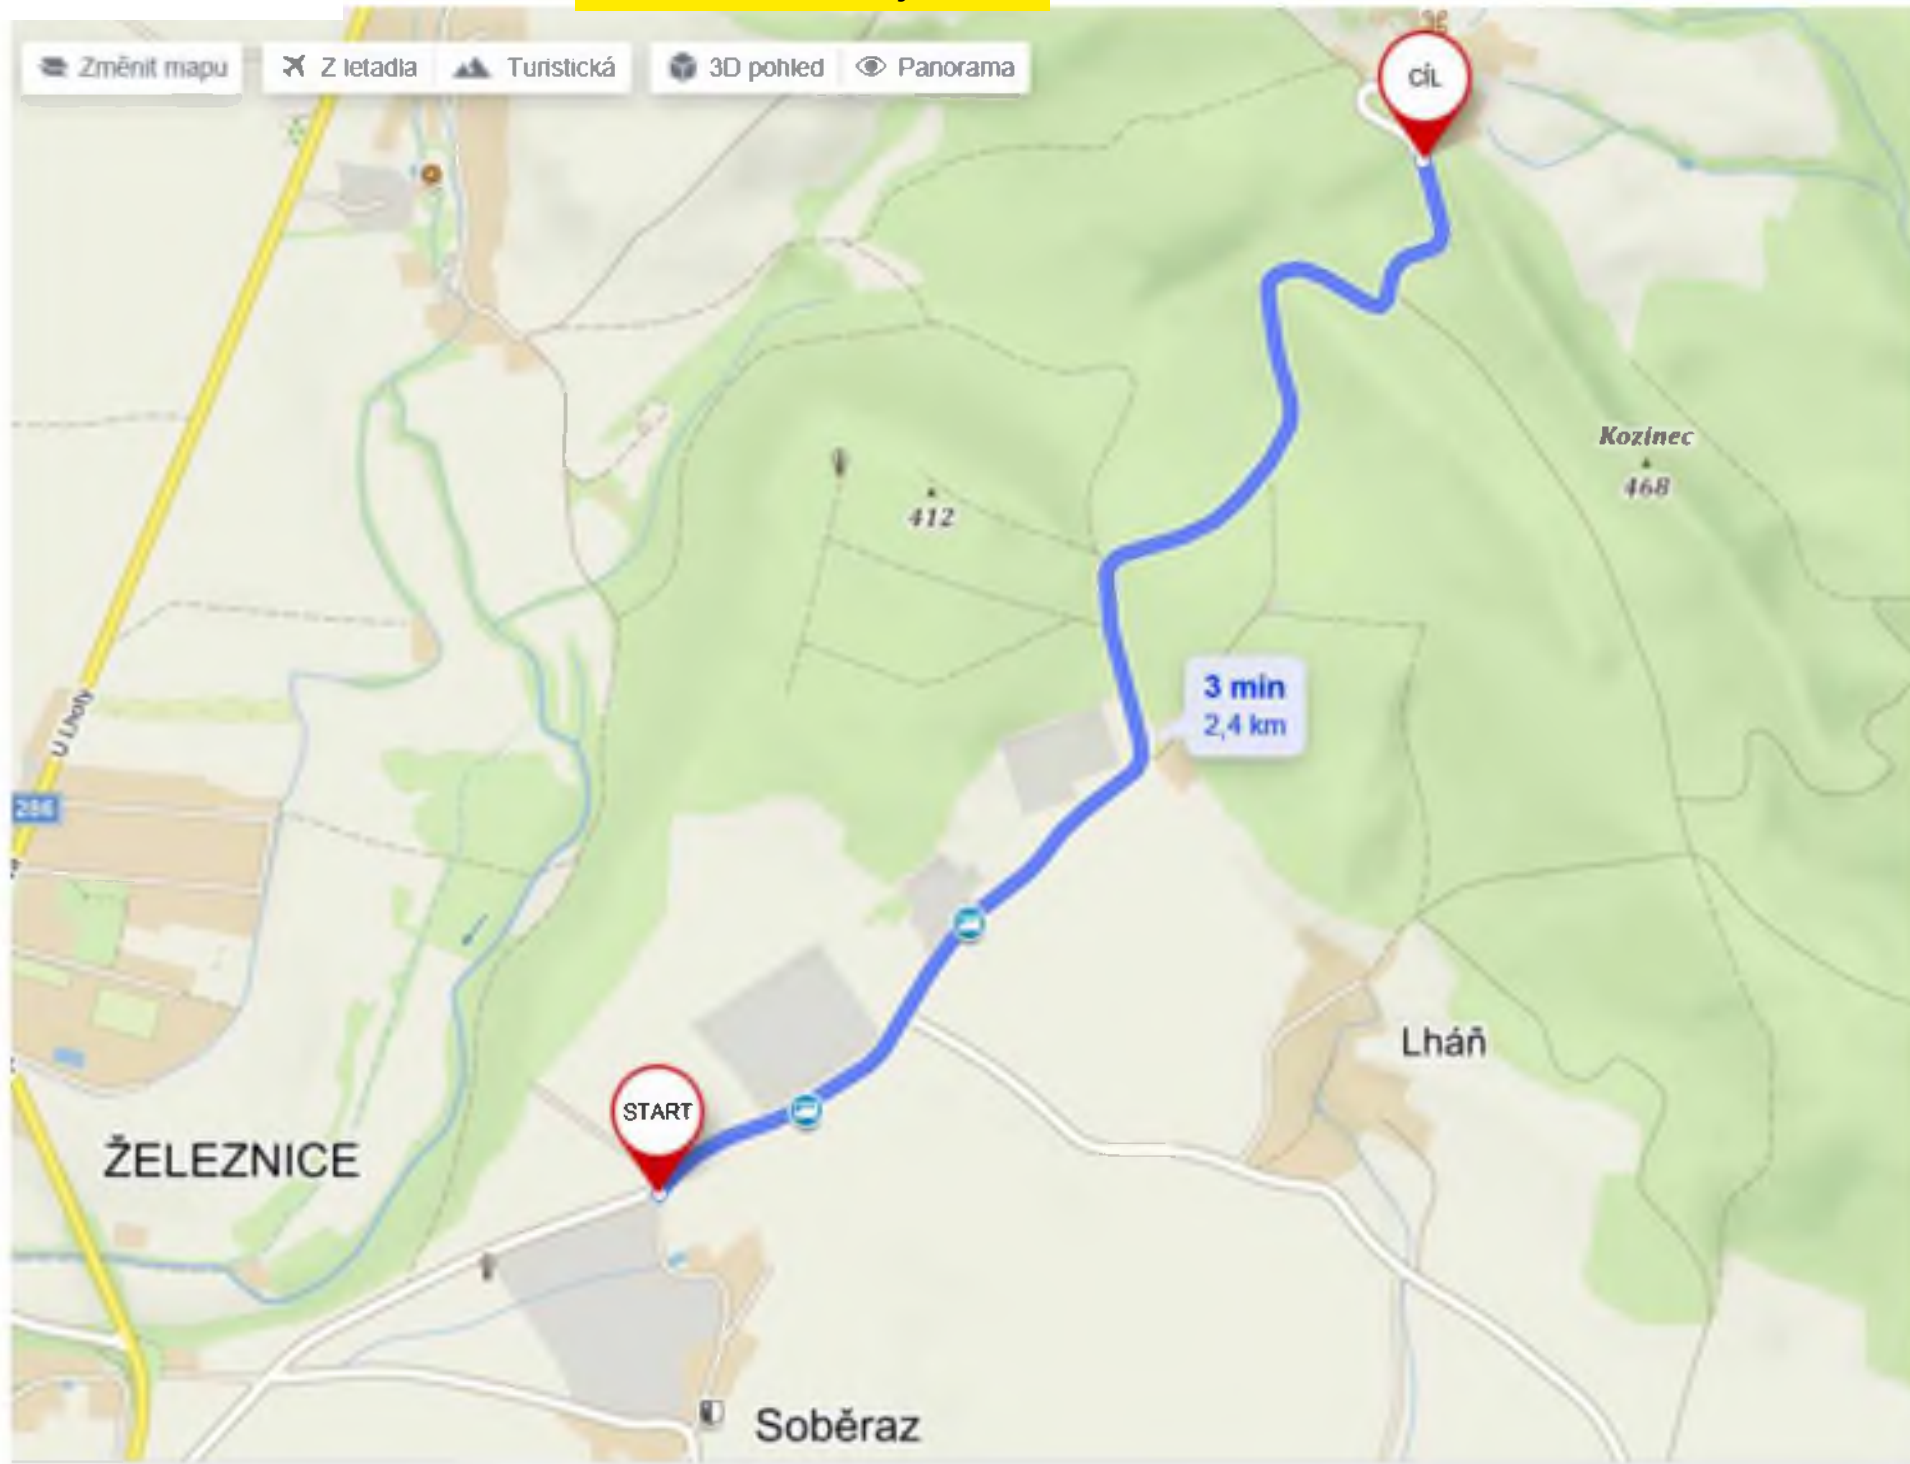 Změnit mapu
Z letadla
Turistická
3D pohled
Panorama
CÍL
Kozinec
468
412
3 min
2,4 km
U Lhoty
286
Lháň
START
ŽELEZNICE
Soběraz